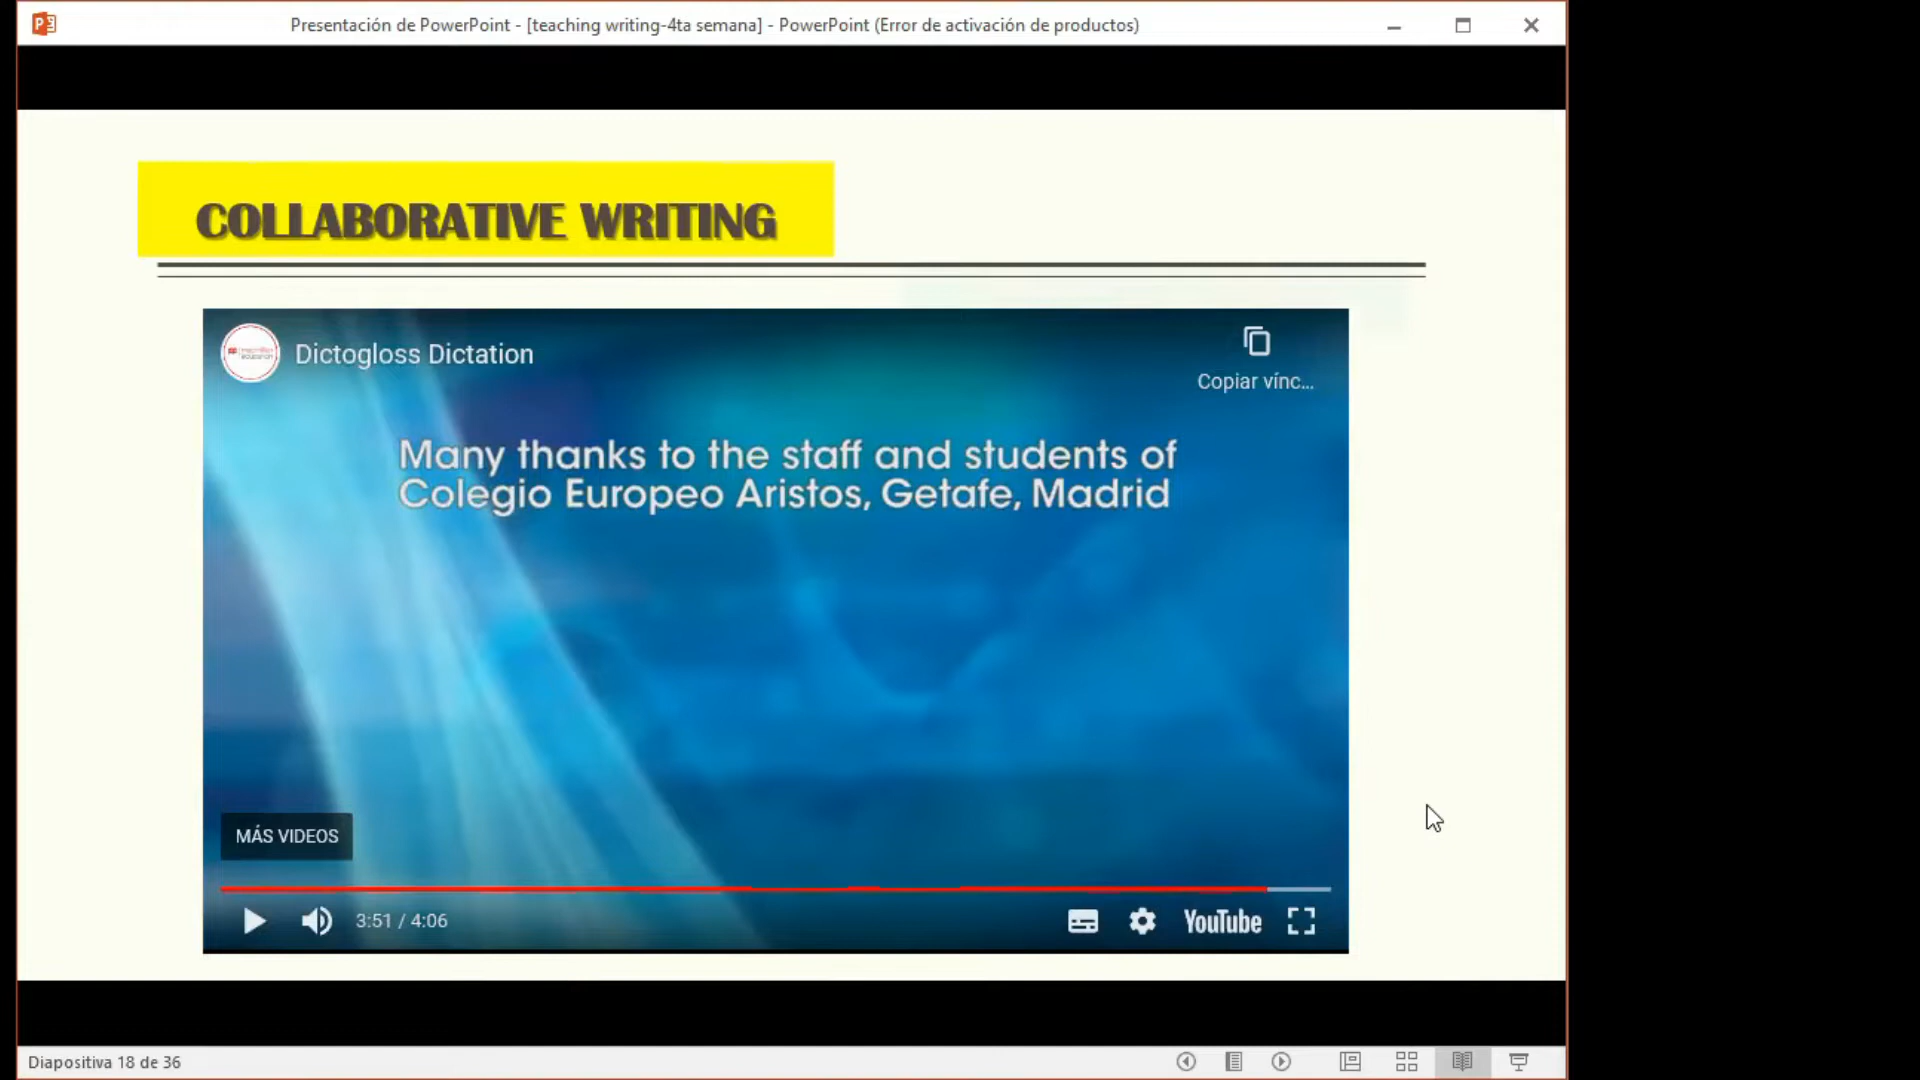 Presentación de PowerPoint - [teaching writing-4ta semana] - PowerPoint (Error de activación de productos)
COLLABORATIVE WRITING
Dictogloss Dictation
Copiar vínc...
Many thanks to the staff and students of
Colegio Europeo Aristos, Getafe, Madrid
MÁS VIDEOS
3:51 / 4:06
YouTube
Diapositiva 18 de 36